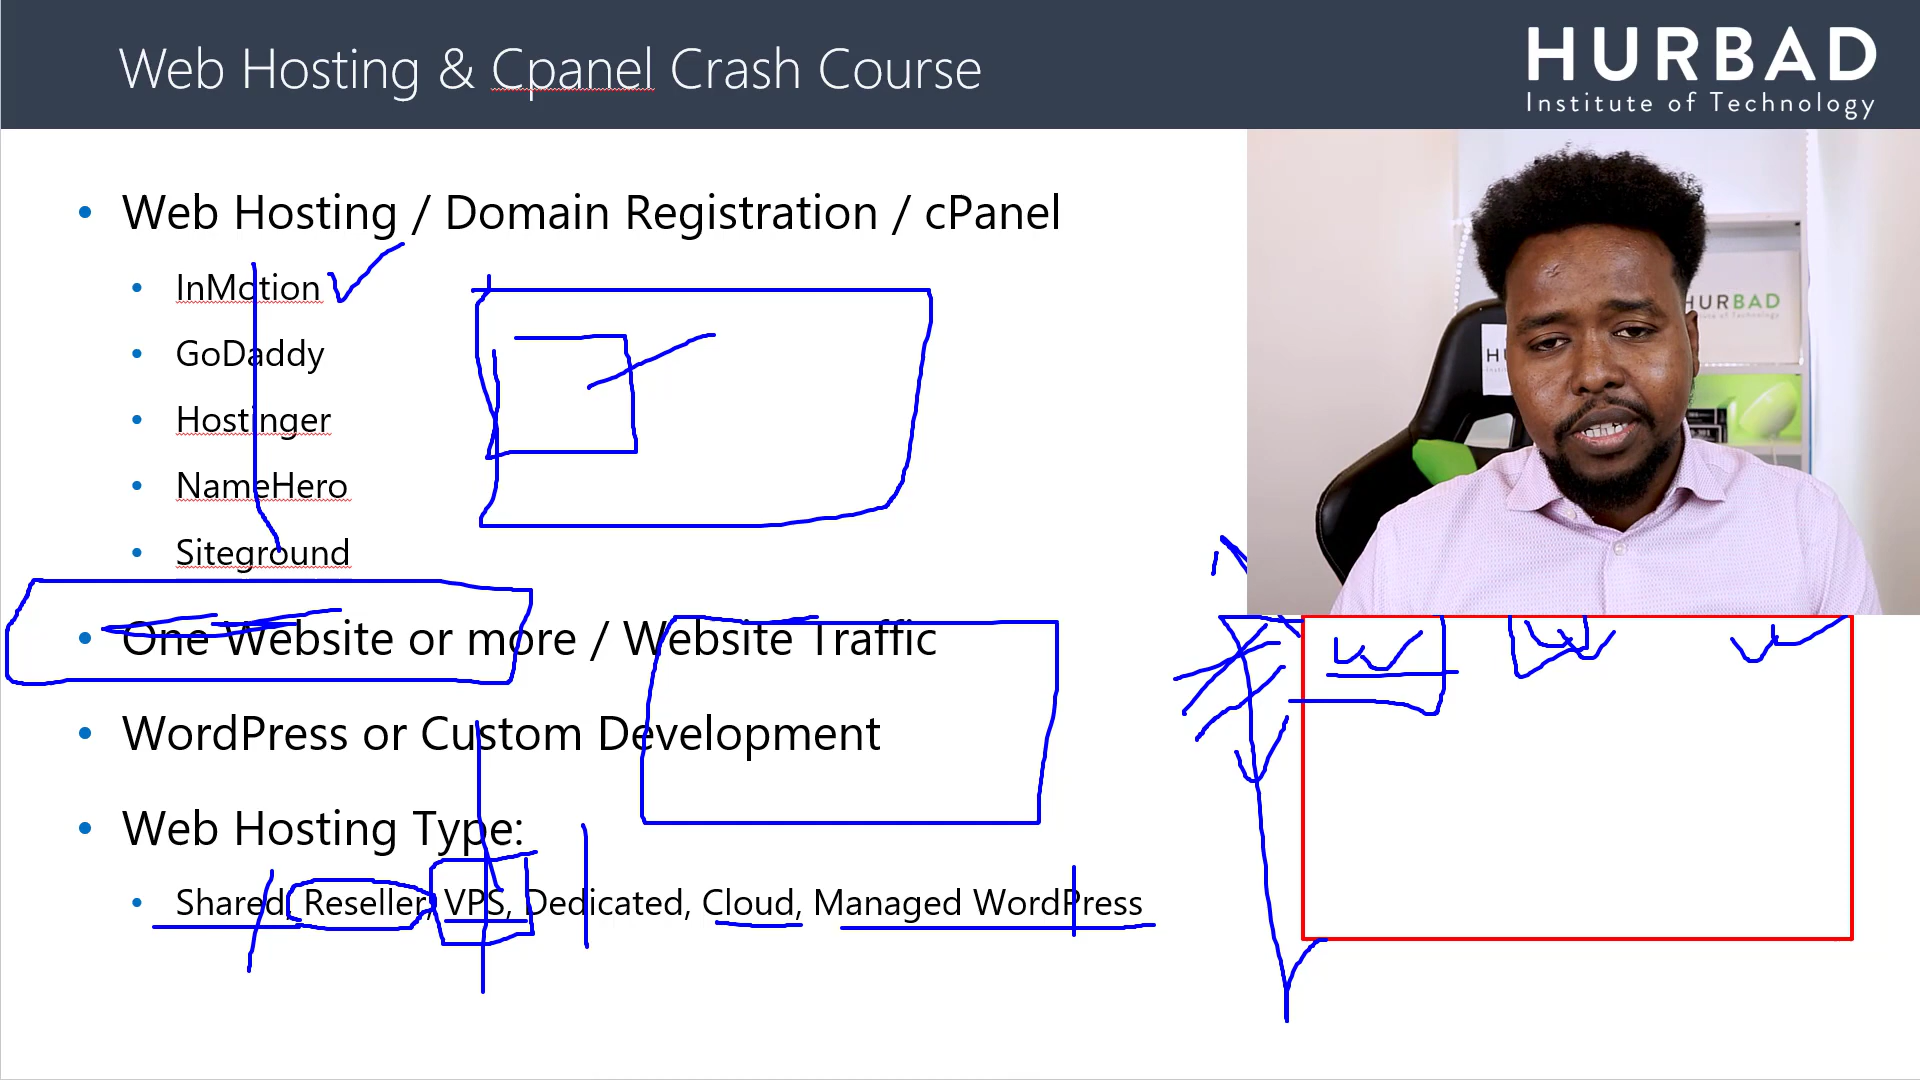 Web Hosting & Cpanel Crash Course
HURBAD
Institute of Technology
Web Hosting / Domain Registration / cPanel
InMotion
GoDaddy
Hostinger
NameHero
Siteground
One Website or more / Website Traffic
WordPress or Custom Development
Web Hosting Type:
Shared, Reseller, VPS, Dedicated, Cloud, Managed WordPress
HURBAD